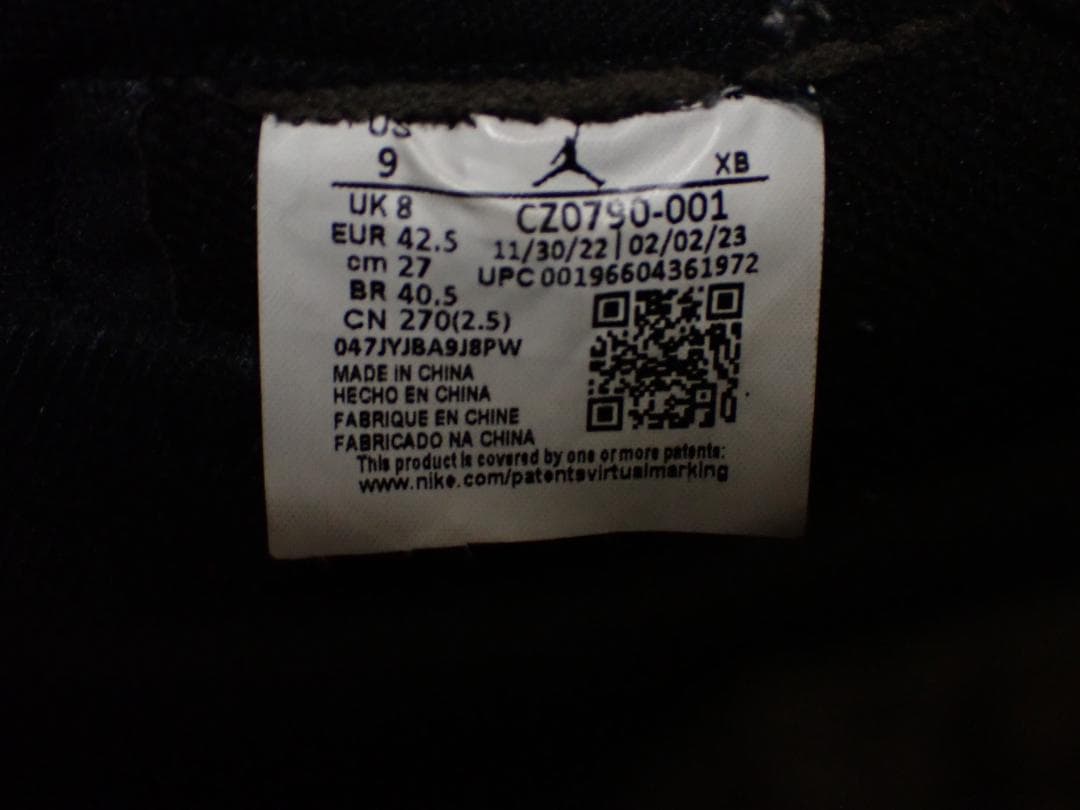 US
9 XB
UK 8 CZ0790-001
EUR 42.5 11/30/22 | 02/02/23
cm 27 UPC 00196604361972
BR 40.5
CN 270(2.5)
047JYJBA9J8PW
MADE IN CHINA
HECHO EN CHINA
FABRIQUE EN CHINE
FABRICADO NA CHINA
This product is covered by one or more patents:
www.nike.com/patentsvirtualmarking